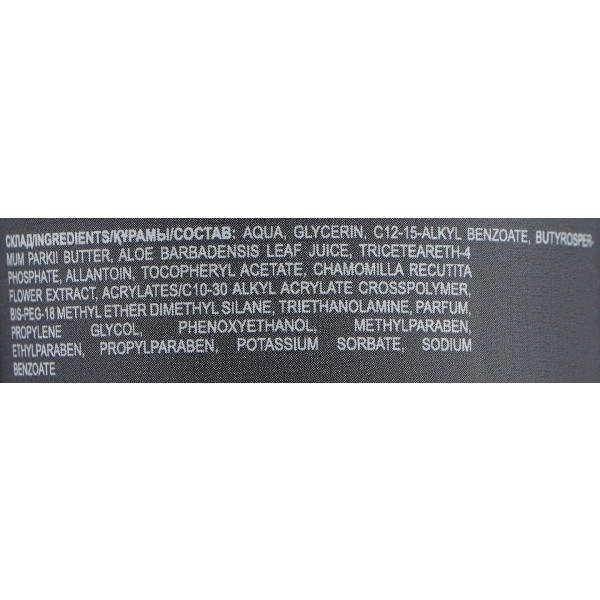 СКЛАД/INGREDIENTS/ҚҰРАМЫ/СОСТАВ: AQUA, GLYCERIN, C12-15-ALKYL BENZOATE, BUTYROSPER-
MUM PARKII BUTTER, ALOE BARBADENSIS LEAF JUICE, TRICETEARETH-4
PHOSPHATE, ALLANTOIN, TOCOPHERYL ACETATE, CHAMOMILLA RECUTITA
FLOWER EXTRACT, ACRYLATES/C10-30 ALKYL ACRYLATE CROSSPOLYMER,
BIS-PEG-18 METHYL ETHER DIMETHYL SILANE, TRIETHANOLAMINE, PARFUM,
PROPYLENE GLYCOL, PHENOXYETHANOL, METHYLPARABEN,
ETHYLPARABEN, PROPYLPARABEN, POTASSIUM SORBATE, SODIUM
BENZOATE